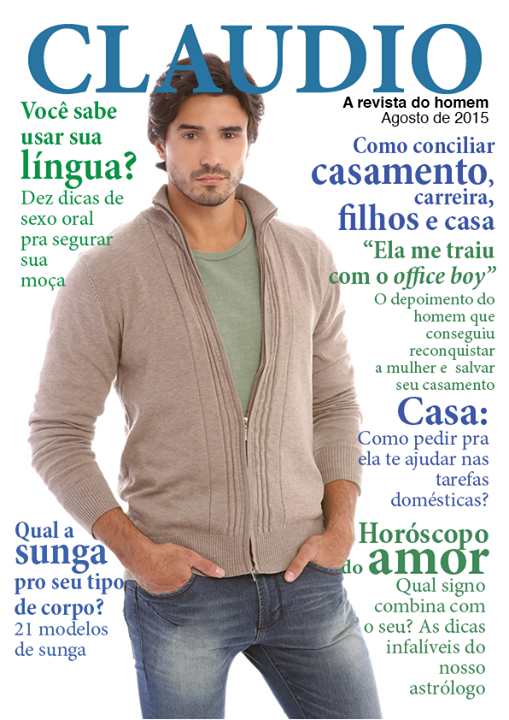 CLAUDIO
A revista do homem
Agosto de 2015
Você sabe
usar sua
língua?
Dez dicas de
sexo oral
pra segurar
sua
moça
Como conciliar
casamento,
carreira,
filhos e casa
“Ela me traiu
com o office boy”
O depoimento do
homem que
conseguiu
reconquistar
a mulher e salvar
seu casamento
Casa:
Como pedir pra
ela te ajudar nas
tarefas
domésticas?
Qual a
sunga
pro seu tipo
de corpo?
21 modelos
de sunga
Horóscopo
do amor
Qual signo
combina com
o seu? As dicas
infalíveis do
nosso
astrólogo